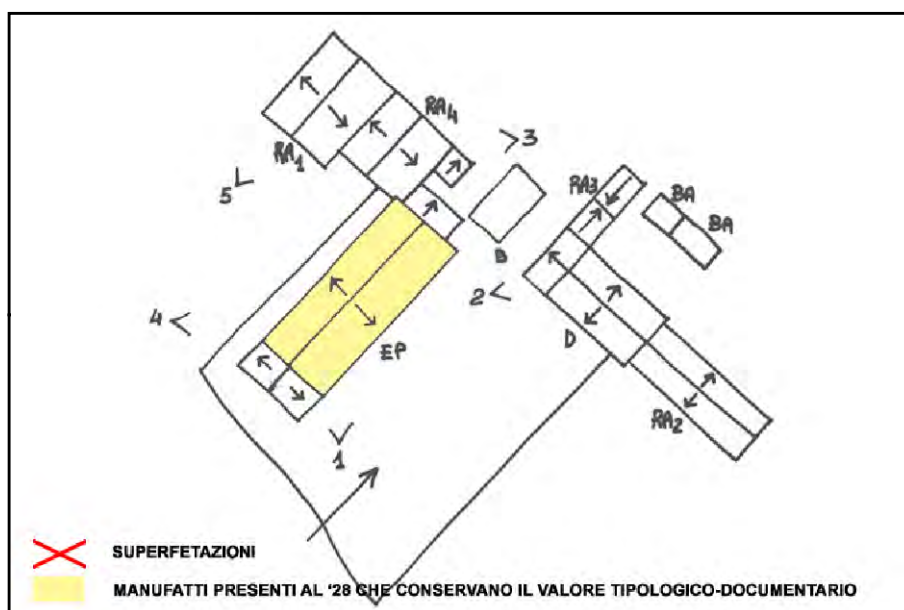 RA4
RA1
3
5
RA3
BA
BA
B
2
4
EP
D
RA2
1
SUPERFETAZIONI
MANUFATTI PRESENTI AL '28 CHE CONSERVANO IL VALORE TIPOLOGICO-DOCUMENTARIO